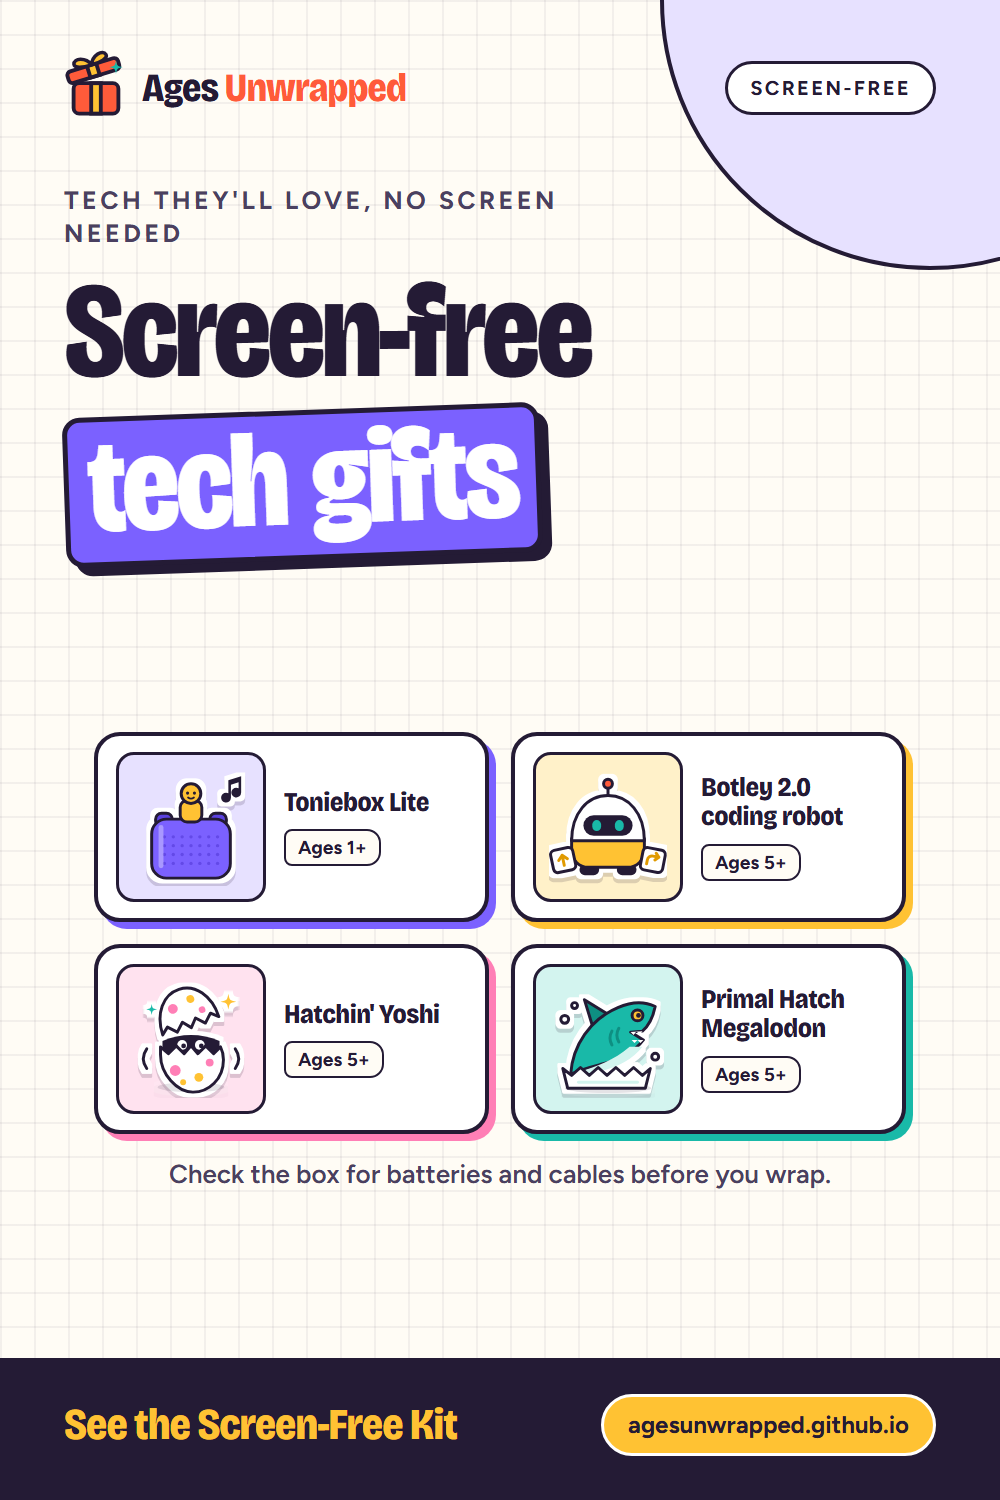 Ages Unwrapped
SCREEN-FREE
TECH THEY'LL LOVE, NO SCREEN
NEEDED
Screen-free
tech gifts
Toniebox Lite
Ages 1+
Botley 2.0
coding robot
Ages 5+
Hatchin' Yoshi
Ages 5+
Primal Hatch
Megalodon
Ages 5+
Check the box for batteries and cables before you wrap.
See the Screen-Free Kit
agesunwrapped.github.io